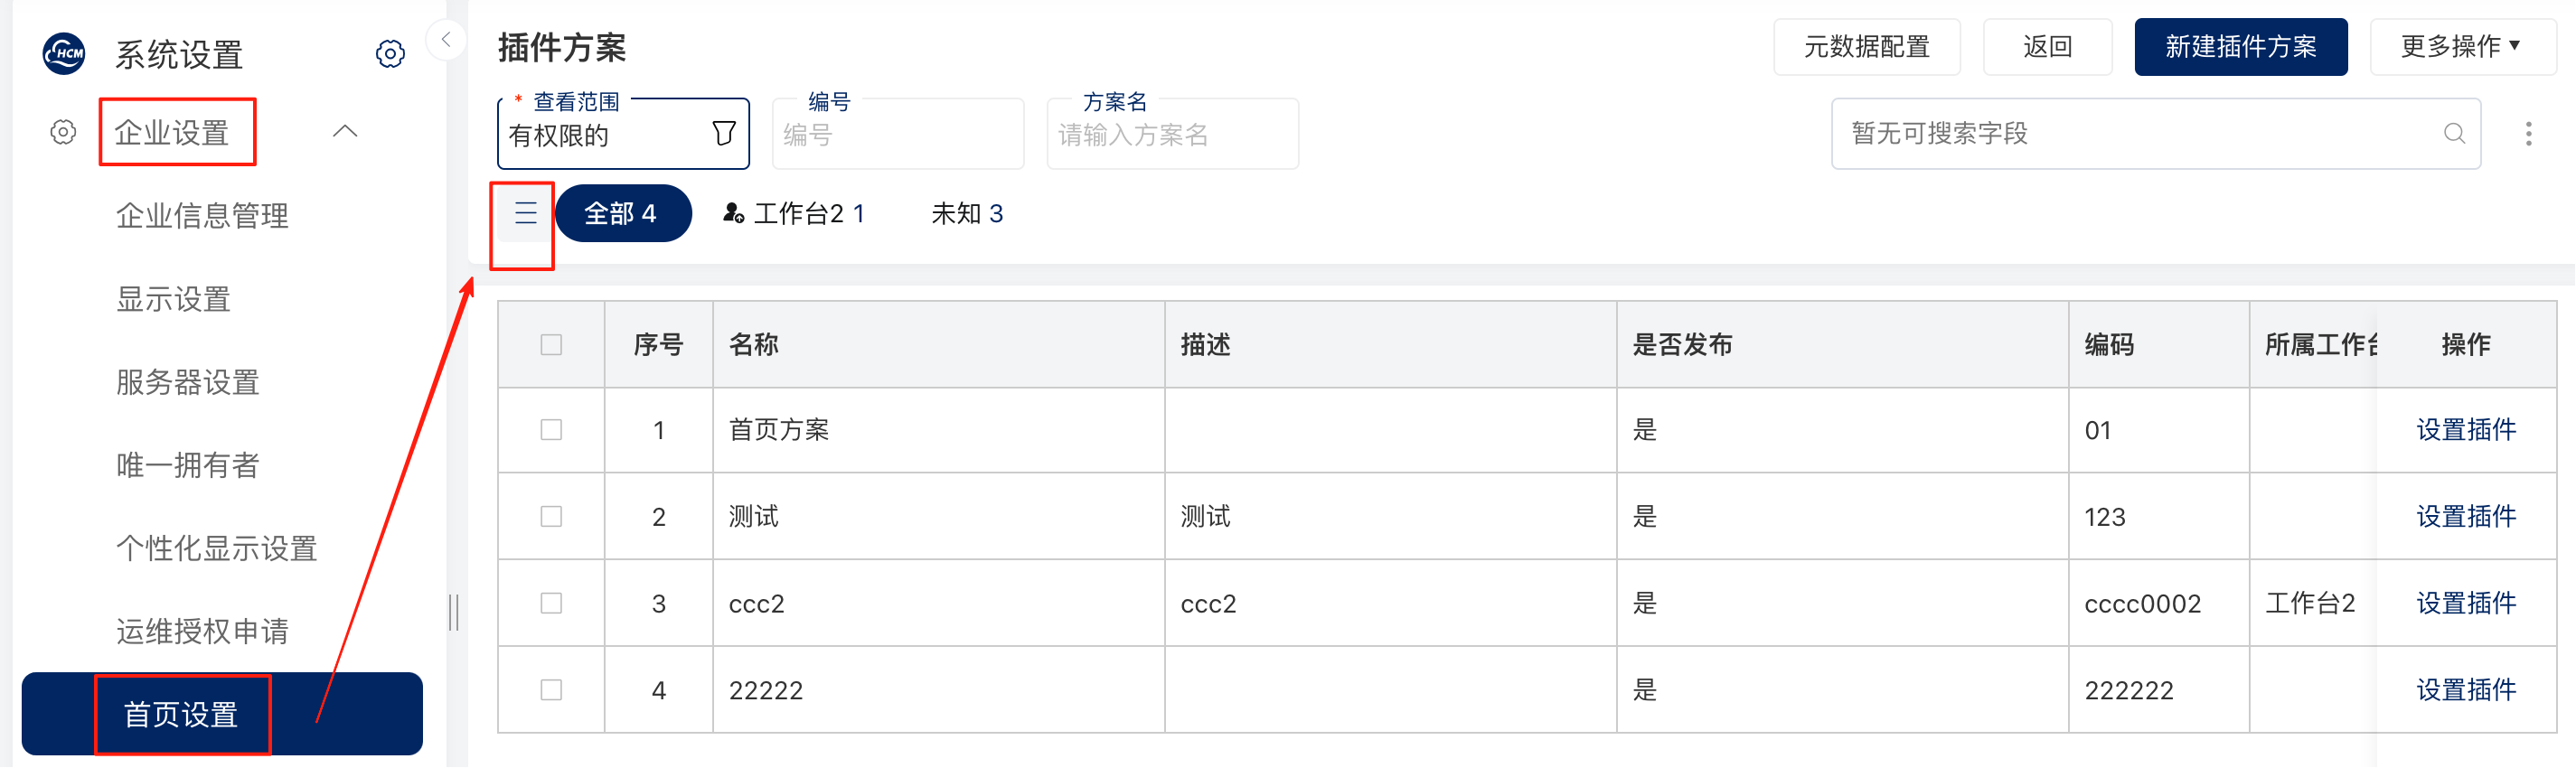 HCM
系统设置
企业设置
企业信息管理
显示设置
服务器设置
唯一拥有者
个性化显示设置
运维授权申请
首页设置
插件方案
元数据配置
返回
新建插件方案
更多操作▼
* 查看范围
有权限的
编号
编号
方案名
请输入方案名
暂无可搜索字段
全部 4
工作台2 1
未知 3
序号 名称 描述 是否发布 编码 所属工作台 操作
1 首页方案 是 01 设置插件
2 测试 测试 是 123 设置插件
3 ccc2 ccc2 是 cccc0002 工作台2 设置插件
4 22222 是 222222 设置插件